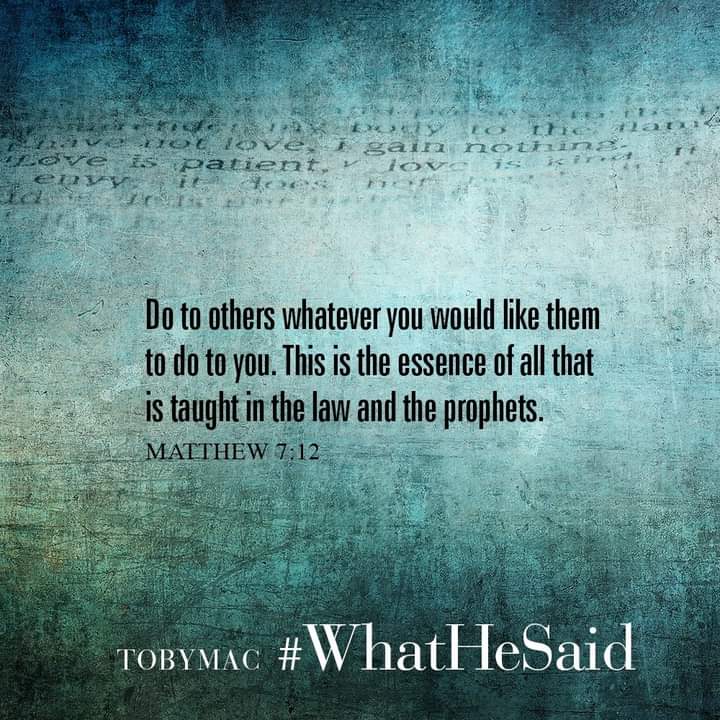 body to the
have not love, I gain nothing.
Love is patient, love is kind
envy it does not
Do to others whatever you would like them
to do to you. This is the essence of all that
is taught in the law and the prophets.
MATTHEW 7:12
TOBYMAC #WhatHeSaid